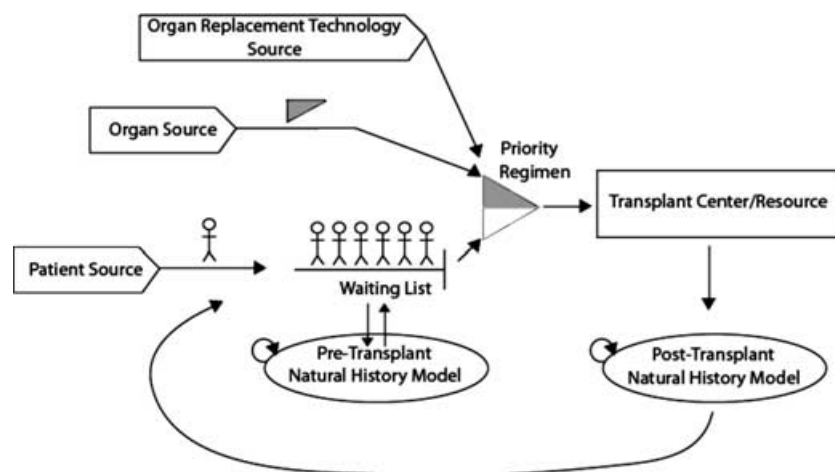 Organ Replacement Technology
Source
Organ Source
Priority
Regimen
Transplant Center/Resource
Patient Source
Waiting List
Pre-Transplant
Natural History Model
Post-Transplant
Natural History Model